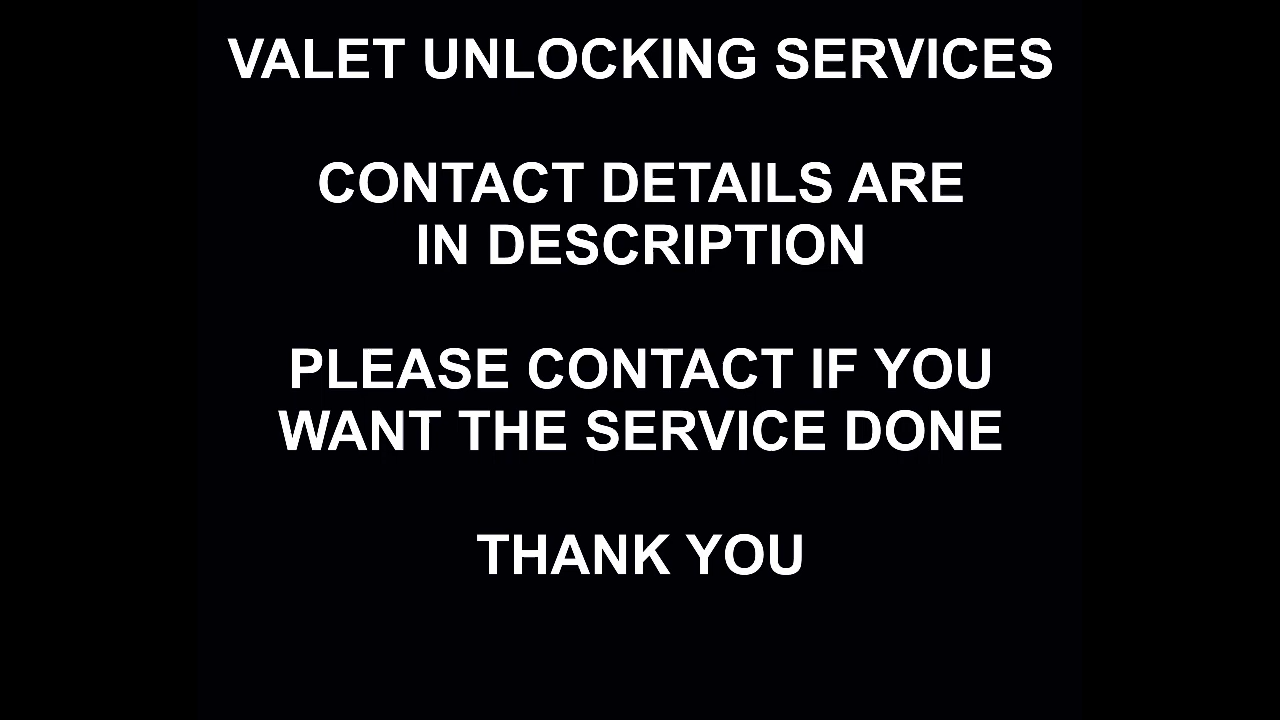 VALET UNLOCKING SERVICES
CONTACT DETAILS ARE
IN DESCRIPTION
PLEASE CONTACT IF YOU
WANT THE SERVICE DONE
THANK YOU